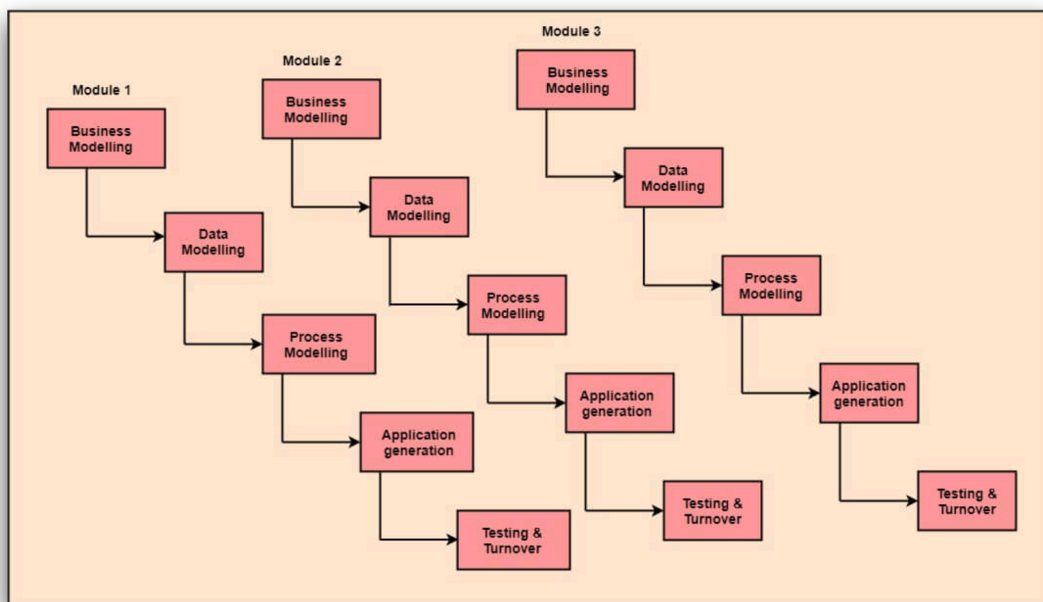 Module 1
Business
Modelling
Data
Modelling
Process
Modelling
Application
generation
Testing &
Turnover
Module 2
Business
Modelling
Data
Modelling
Process
Modelling
Application
generation
Testing &
Turnover
Module 3
Business
Modelling
Data
Modelling
Process
Modelling
Application
generation
Testing &
Turnover